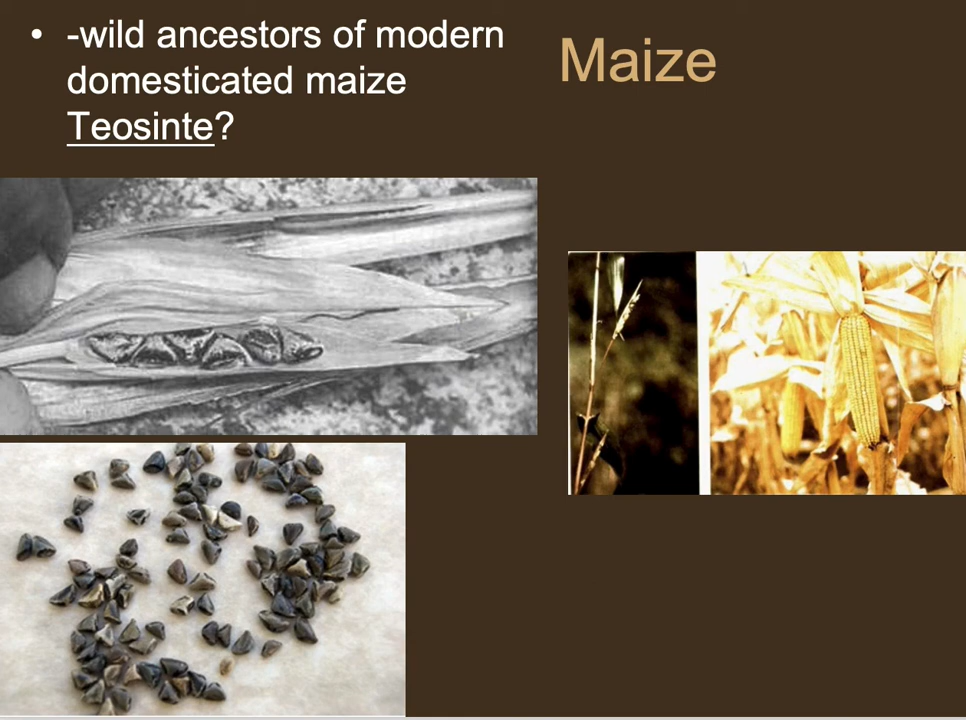 • -wild ancestors of modern
domesticated maize
Teosinte?
Maize